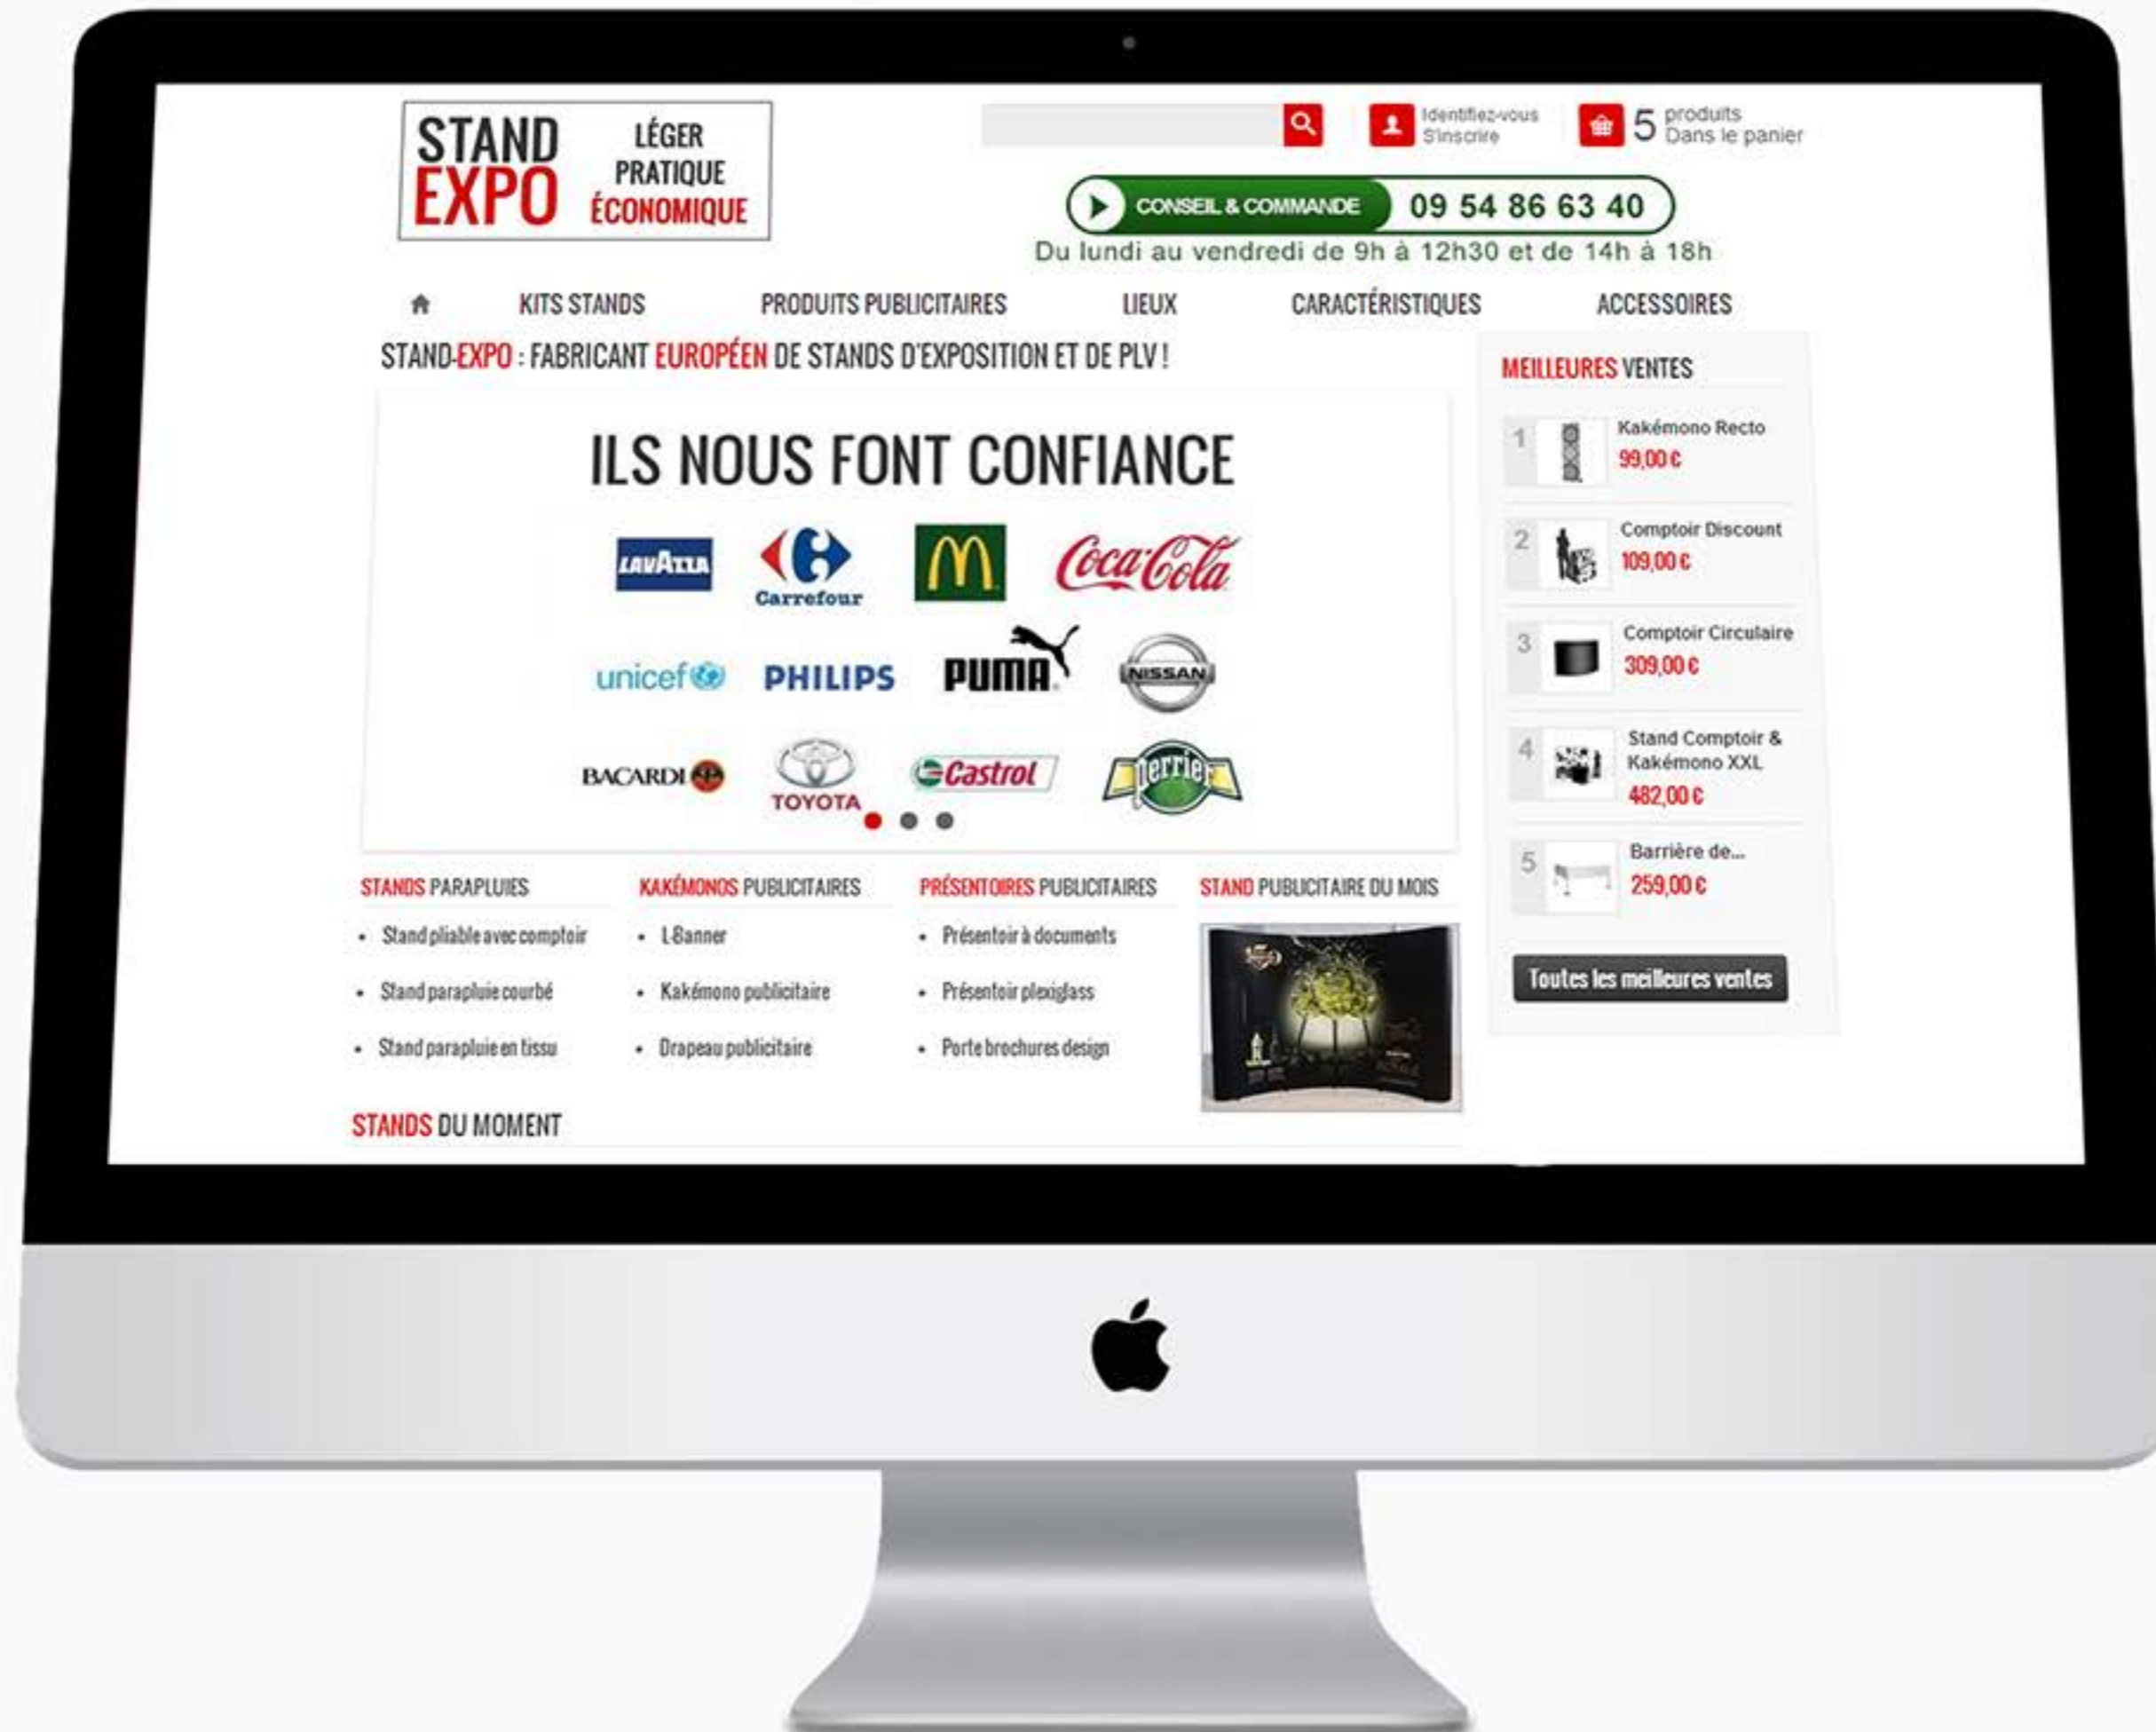 STAND
EXPO
LÉGER
PRATIQUE
ÉCONOMIQUE
Identifiez-vous
S'inscrire
5 produits
Dans le panier
CONSEIL & COMMANDE 09 54 86 63 40
Du lundi au vendredi de 9h à 12h30 et de 14h à 18h
KITS STANDS PRODUITS PUBLICITAIRES LIEUX CARACTÉRISTIQUES ACCESSOIRES
STAND-EXPO : FABRICANT EUROPÉEN DE STANDS D'EXPOSITION ET DE PLV !
ILS NOUS FONT CONFIANCE
LAVAZZA
Carrefour
Coca-Cola
unicef
PHILIPS
PUMA
NISSAN
BACARDI
TOYOTA
Castrol
perrier
MEILLEURES VENTES
1
Kakémono Recto
99,00 €
2
Comptoir Discount
109,00 €
3
Comptoir Circulaire
309,00 €
4
Stand Comptoir &
Kakémono XXL
482,00 €
5
Barrière de...
259,00 €
Toutes les meilleures ventes
STANDS PARAPLUIES
• Stand pliable avec comptoir
• Stand parapluie courbé
• Stand parapluie en tissu
KAKÉMONOS PUBLICITAIRES
• L-Banner
• Kakémono publicitaire
• Drapeau publicitaire
PRÉSENTOIRES PUBLICITAIRES
• Présentoir à documents
• Présentoir plexiglass
• Porte brochures design
STAND PUBLICITAIRE DU MOIS
STANDS DU MOMENT